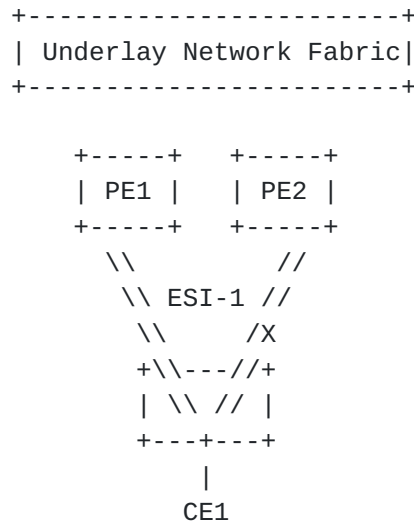 +------------------------+
| Underlay Network Fabric|
+------------------------+
+-----+ +-----+
| PE1 | | PE2 |
+-----+ +-----+
\\ //
\\ ESI-1 //
\\ /X
+\\---//+
| \\ // |
+---+---+
|
CE1